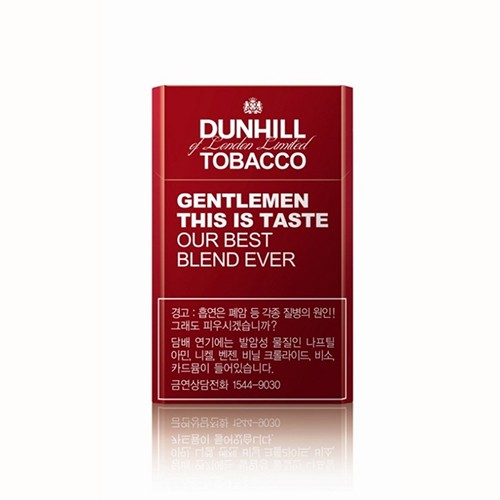 DUNHILL
of London Limited
TOBACCO
GENTLEMEN
THIS IS TASTE
OUR BEST
BLEND EVER
경고 : 흡연은 폐암 등 각종 질병의 원인!
그래도 피우시겠습니까?
담배 연기에는 발암성 물질인 나프틸
아민, 니켈, 벤젠, 비닐 크롤라이드, 비소,
카드뮴이 들어있습니다.
금연상담전화 1544-9030